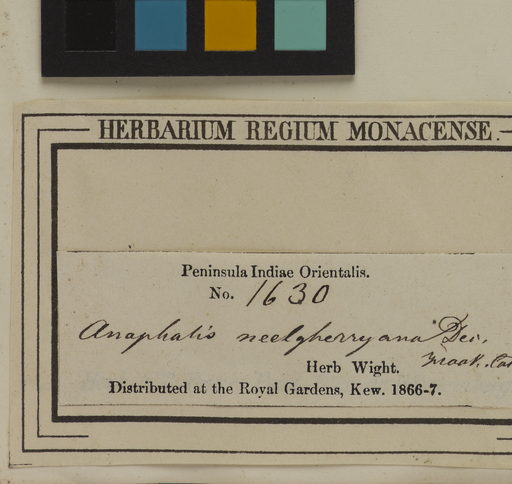 HERBARIUM REGIUM MONACENSE.
Peninsula Indiae Orientalis.
No. 1630
Anaphalis neelgherryana Dec.
Herb Wight.
Distributed at the Royal Gardens, Kew. 1866-7.